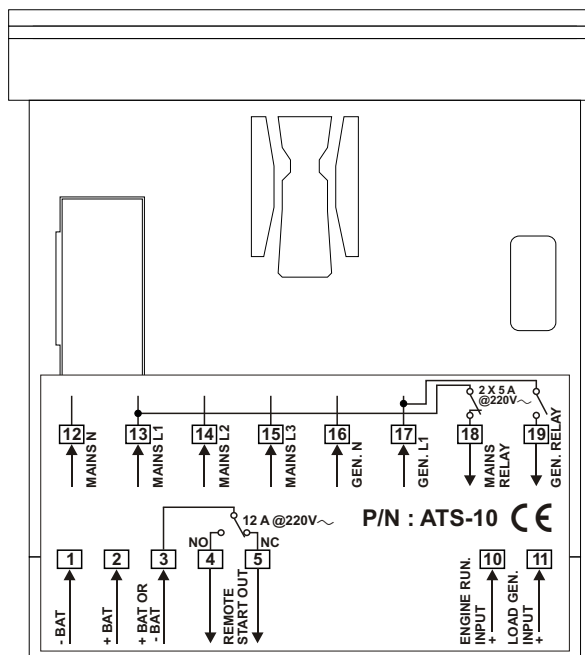 2 X 5 A
@220V~
12
13
14
15
16
17
18
19
MAINS N
MAINS L1
MAINS L2
MAINS L3
GEN. N
GEN. L1
MAINS
RELAY
GEN. RELAY
12 A @220V~
P/N : ATS-10 CE
NO
NC
1
2
3
4
5
10
11
- BAT
+ BAT
+ BAT OR
- BAT
REMOTE
START OUT
ENGINE RUN.
INPUT
+
LOAD GEN.
INPUT
+